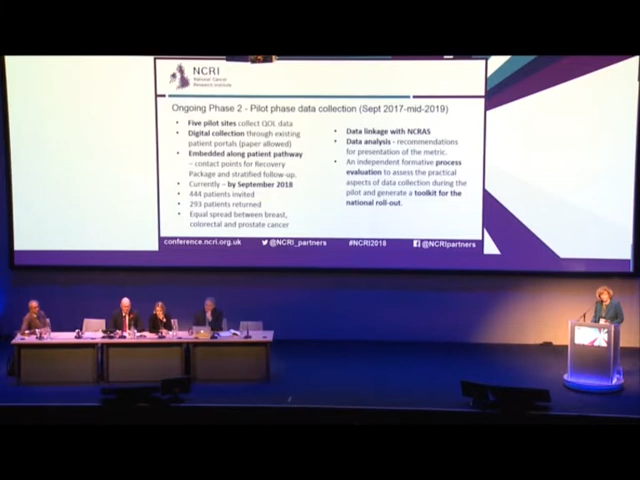 NCRI
National Cancer
Research Institute
Ongoing Phase 2 - Pilot phase data collection (Sept 2017-mid-2019)
• Five pilot sites collect QOL data
• Digital collection through existing
patient portals (paper allowed)
• Embedded along patient pathway
– contact points for Recovery
Package and stratified follow-up.
• Currently – by September 2018
• 444 patients invited
• 293 patients returned
• Equal spread between breast,
colorectal and prostate cancer
• Data linkage with NCRAS
• Data analysis - recommendations
for presentation of the metric.
• An independent formative process
evaluation to assess the practical
aspects of data collection during the
pilot and generate a toolkit for the
national roll-out.
conference.ncri.org.uk @NCRI_partners #NCRI2018 @NCRIpartners